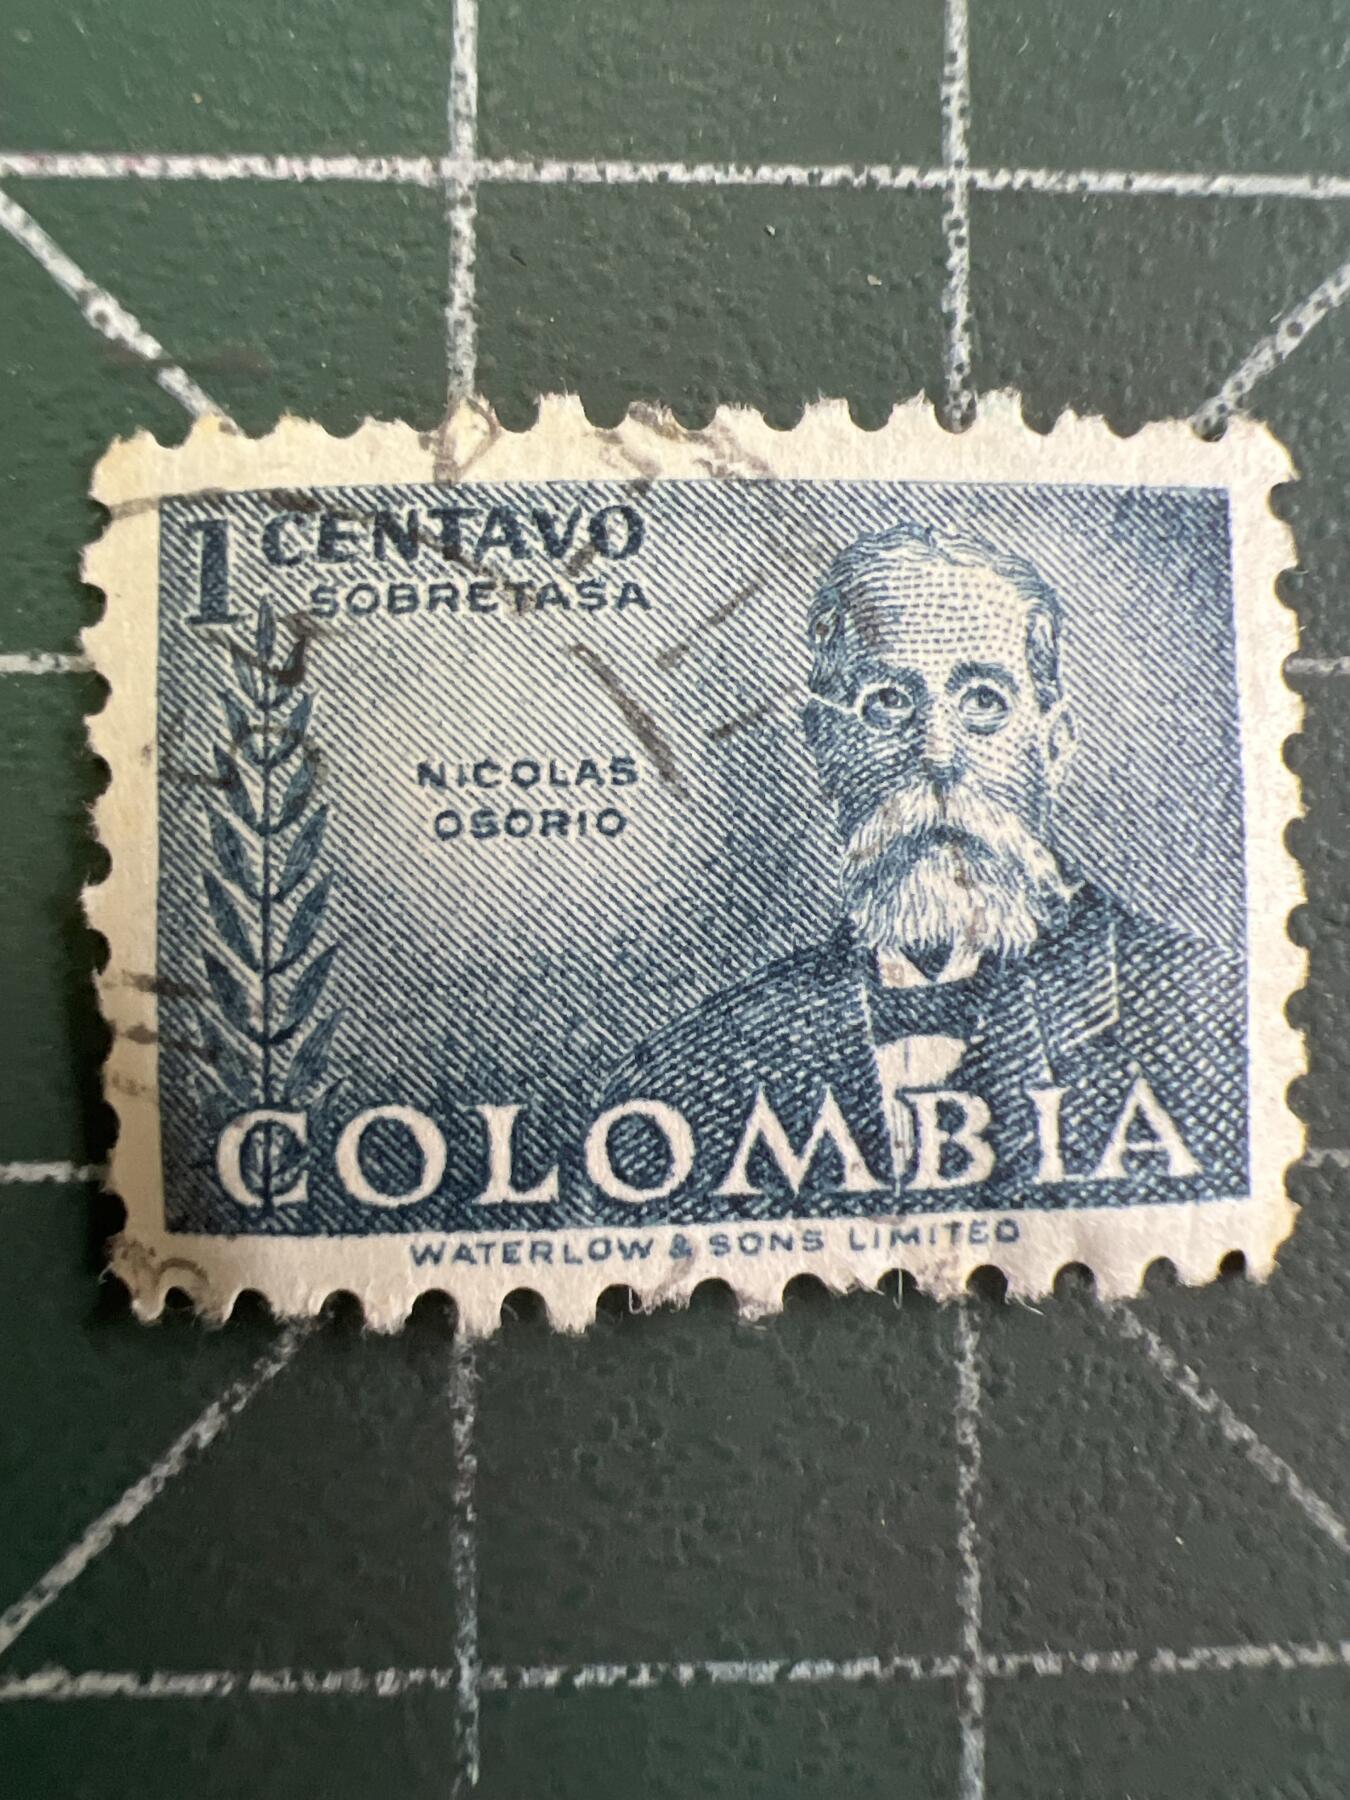 1 CENTAVO
SOBRETASA
NICOLAS
OSORIO
COLOMBIA
WATERLOW & SONS LIMITED